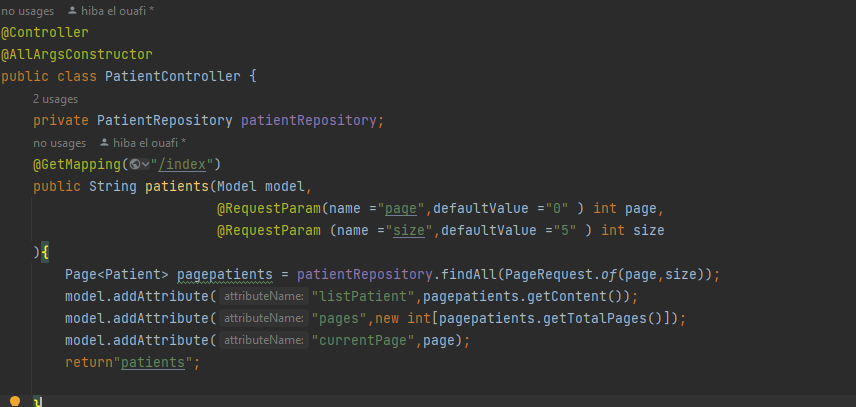 no usages hiba el ouafi *
@Controller
@AllArgsConstructor
public class PatientController {
2 usages
private PatientRepository patientRepository;
no usages hiba el ouafi *
@GetMapping("/index")
public String patients(Model model,
@RequestParam(name ="page",defaultValue ="0" ) int page,
@RequestParam (name ="size",defaultValue ="5" ) int size
){
Page<Patient> pagepatients = patientRepository.findAll(PageRequest.of(page,size));
model.addAttribute( attributeName: "listPatient",pagepatients.getContent());
model.addAttribute( attributeName: "pages",new int[pagepatients.getTotalPages()]);
model.addAttribute( attributeName: "currentPage",page);
return"patients";
}